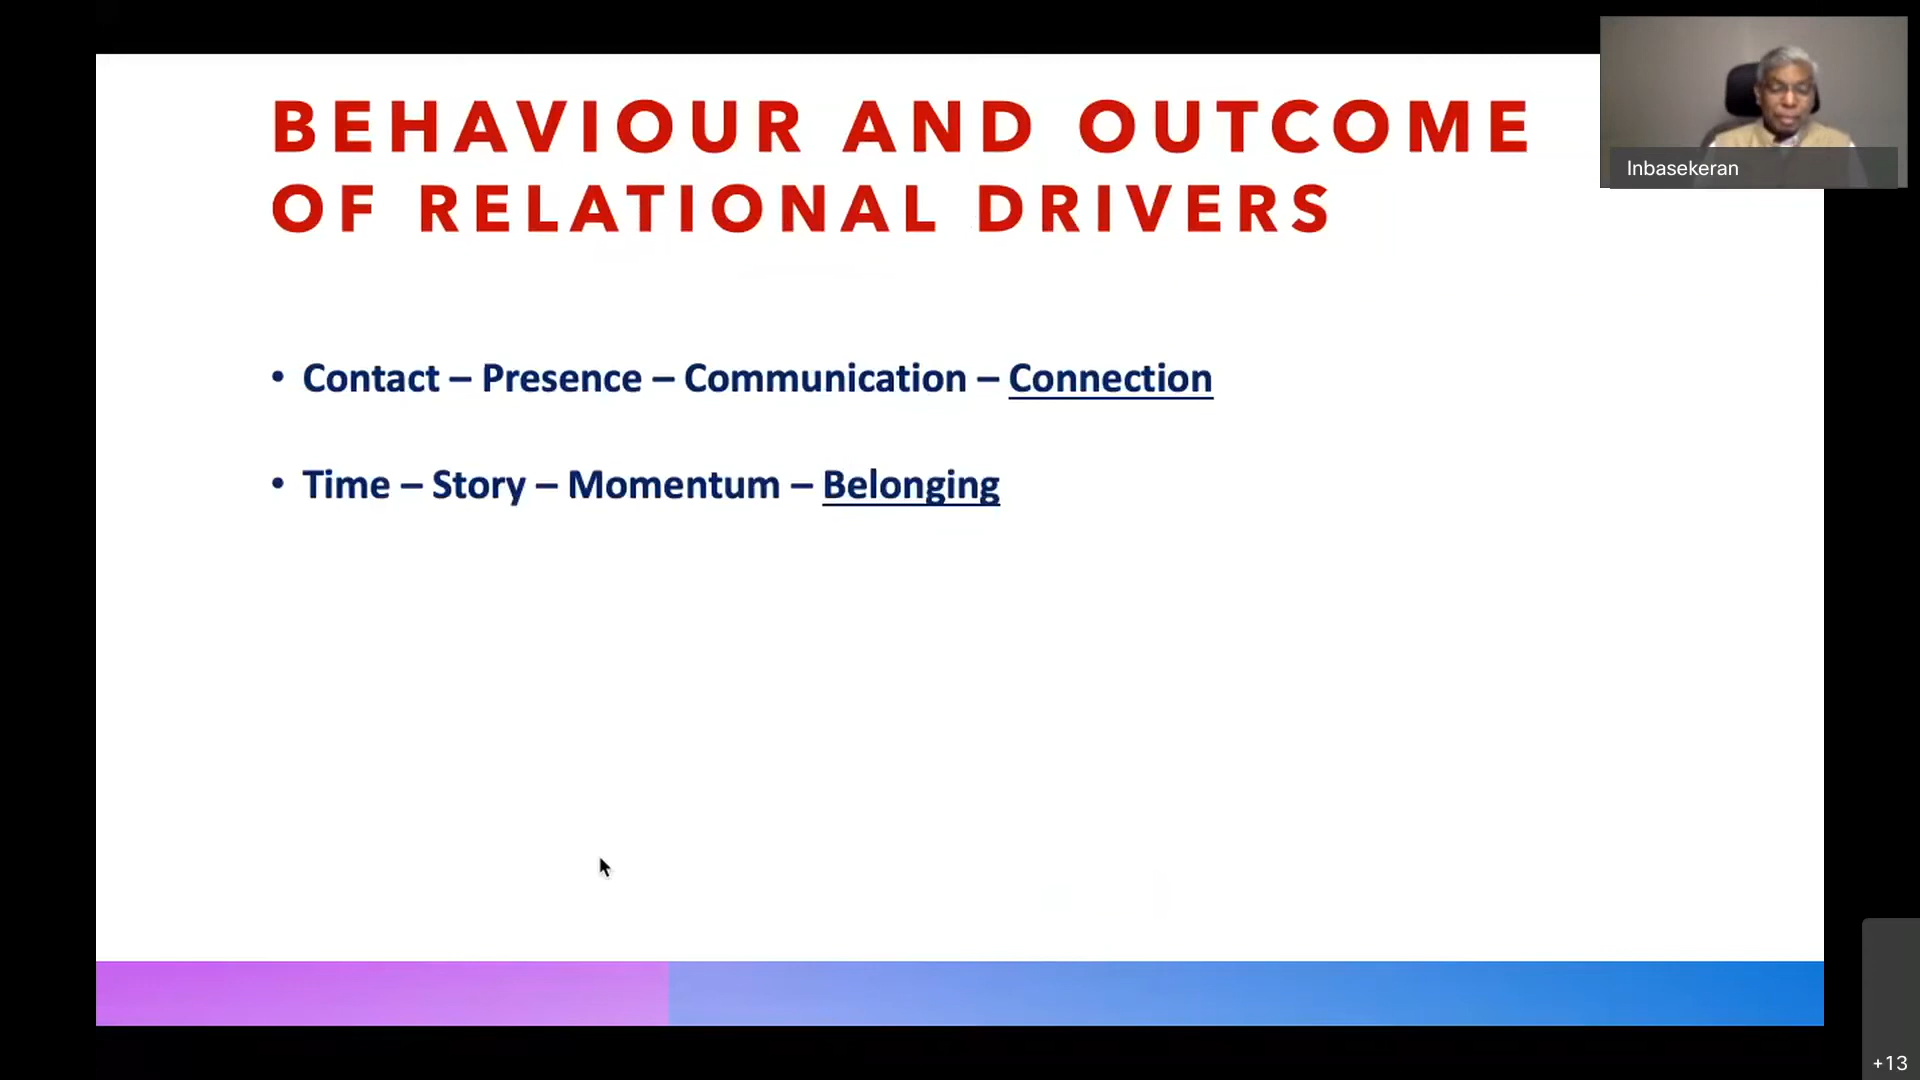 BEHAVIOUR AND OUTCOME
OF RELATIONAL DRIVERS
Inbasekeran
• Contact – Presence – Communication – Connection
• Time – Story – Momentum – Belonging
+13